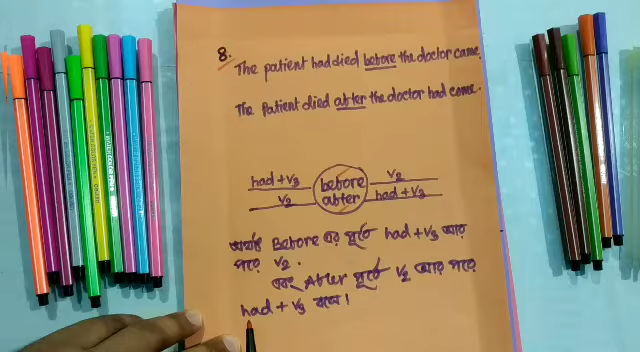 8.
The patient had died before the doctor came.
The Patient died after the doctor had come.
had+v3 before v2
v2 after had+v3
অর্থাৎ Before এর পূর্বে had+v3 আর
পরে v2.
এবং After পূর্বে v2 আর পরে
had + v3 বসে।